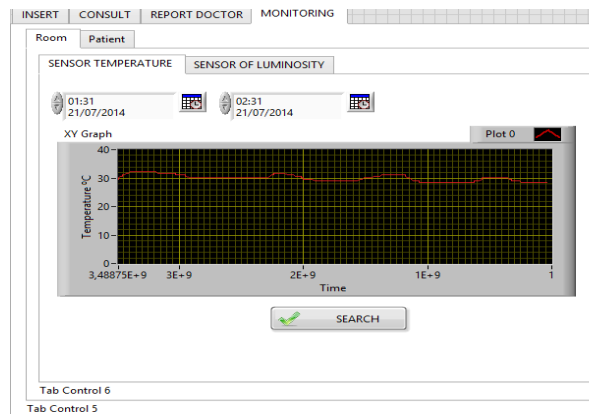 INSERT CONSULT REPORT DOCTOR MONITORING
Room Patient
SENSOR TEMPERATURE SENSOR OF LUMINOSITY
01:31 02:31
21/07/2014 21/07/2014
XY Graph Plot 0
40
30
20
10
0
Temperature ºC
3,48875E+9 3E+9 2E+9 1E+9 1
Time
SEARCH
Tab Control 6
Tab Control 5